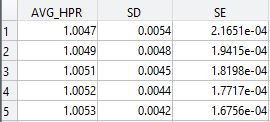 AVG_HPR SD SE
1 1.0047 0.0054 2.1651e-04
2 1.0049 0.0048 1.9415e-04
3 1.0051 0.0045 1.8198e-04
4 1.0052 0.0044 1.7717e-04
5 1.0053 0.0042 1.6756e-04